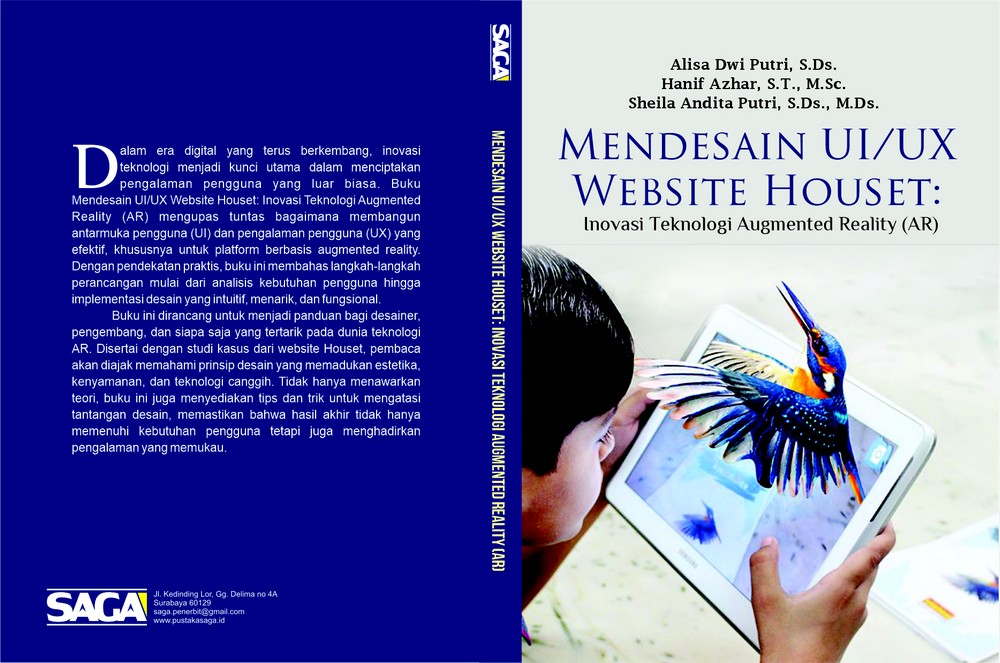 Dalam era digital yang terus berkembang, inovasi
teknologi menjadi kunci utama dalam menciptakan
pengalaman pengguna yang luar biasa. Buku
Mendesain UI/UX Website Houset: Inovasi Teknologi Augmented
Reality (AR) mengupas tuntas bagaimana membangun
antarmuka pengguna (UI) dan pengalaman pengguna (UX) yang
efektif, khususnya untuk platform berbasis augmented reality.
Dengan pendekatan praktis, buku ini membahas langkah-langkah
perancangan mulai dari analisis kebutuhan pengguna hingga
implementasi desain yang intuitif, menarik, dan fungsional.
Buku ini dirancang untuk menjadi panduan bagi desainer,
pengembang, dan siapa saja yang tertarik pada dunia teknologi
AR. Disertai dengan studi kasus dari website Houset, pembaca
akan diajak memahami prinsip desain yang memadukan estetika,
kenyamanan, dan teknologi canggih. Tidak hanya menawarkan
teori, buku ini juga menyediakan tips dan trik untuk mengatasi
tantangan desain, memastikan bahwa hasil akhir tidak hanya
memenuhi kebutuhan pengguna tetapi juga menghadirkan
pengalaman yang memukau.
SAGA
Jl. Kedinding Lor, Gg. Delima no 4A
Surabaya 60129
saga.penerbit@gmail.com
www.pustakasaga.id
SAGA
MENDESAIN UI/UX WEBSITE HOUSET: INOVASI TEKNOLOGI AUGMENTED REALITY (AR)
Alisa Dwi Putri, S.Ds.
Hanif Azhar, S.T., M.Sc.
Sheila Andita Putri, S.Ds., M.Ds.
MENDESAIN UI/UX
WEBSITE HOUSET:
Inovasi Teknologi Augmented Reality (AR)
SAMSUNG